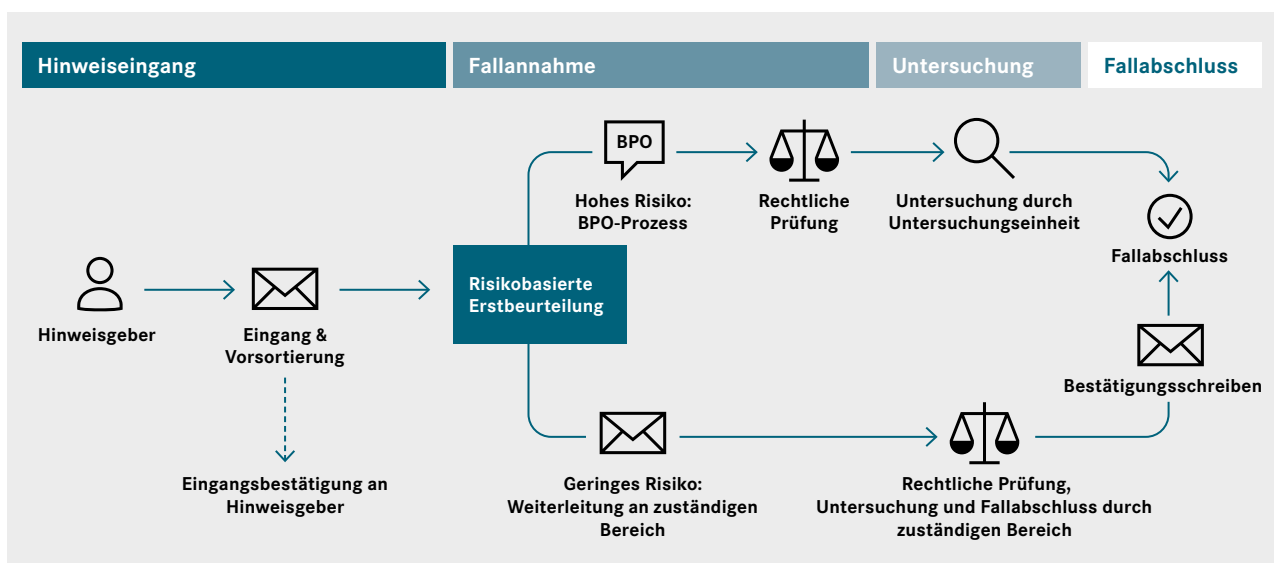 Hinweiseingang
Fallannahme
Untersuchung
Fallabschluss
BPO
Hohes Risiko:
BPO-Prozess
Rechtliche
Prüfung
Untersuchung durch
Untersuchungseinheit
Fallabschluss
Risikobasierte
Erstbeurteilung
Hinweisgeber
Eingang &
Vorsortierung
Bestätigungsschreiben
Eingangsbestätigung an
Hinweisgeber
Geringes Risiko:
Weiterleitung an zuständigen
Bereich
Rechtliche Prüfung,
Untersuchung und Fallabschluss durch
zuständigen Bereich